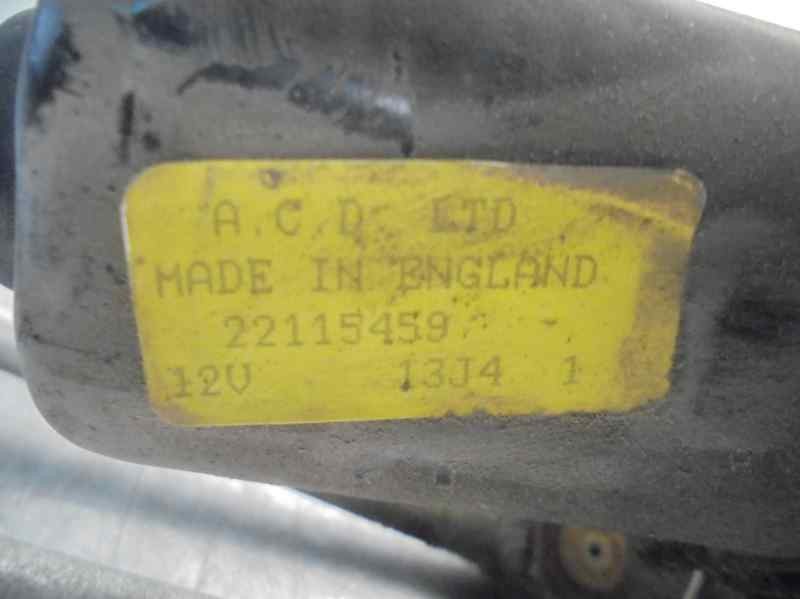 A.C.D. LTD
MADE IN ENGLAND
22115459
12V 13J4 1